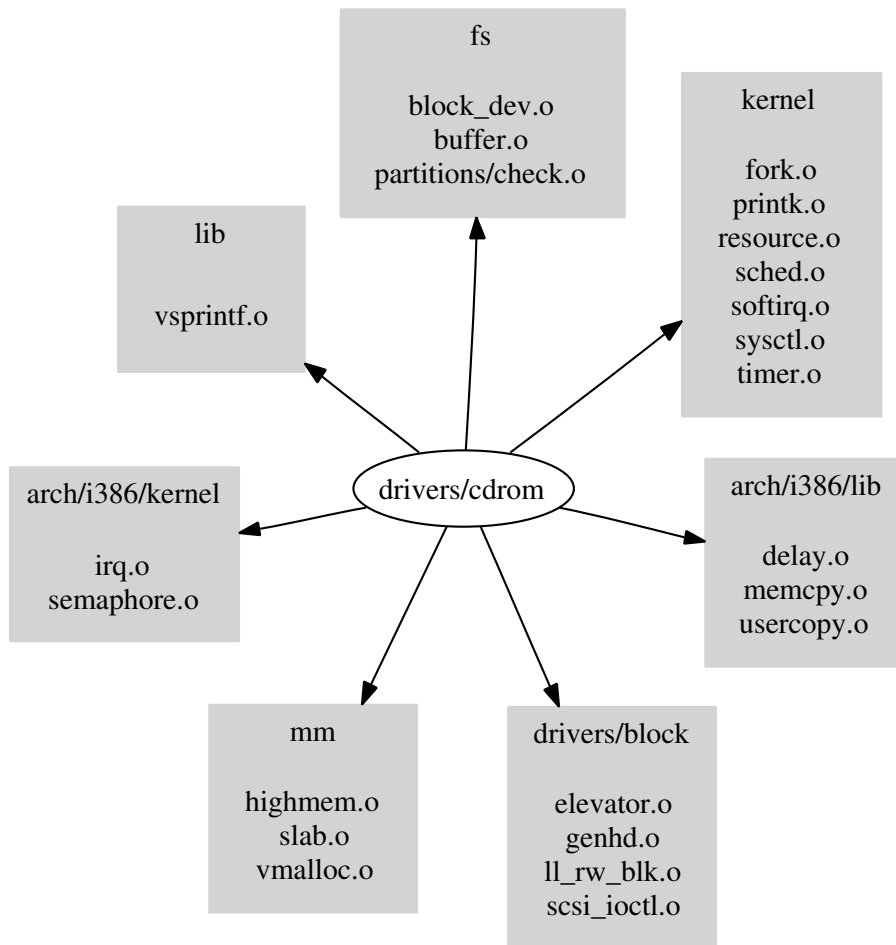 fs
block_dev.o
buffer.o
partitions/check.o
kernel
fork.o
printk.o
resource.o
sched.o
softirq.o
sysctl.o
timer.o
lib
vsprintf.o
drivers/cdrom
arch/i386/kernel
irq.o
semaphore.o
arch/i386/lib
delay.o
memcpy.o
usercopy.o
mm
highmem.o
slab.o
vmalloc.o
drivers/block
elevator.o
genhd.o
ll_rw_blk.o
scsi_ioctl.o